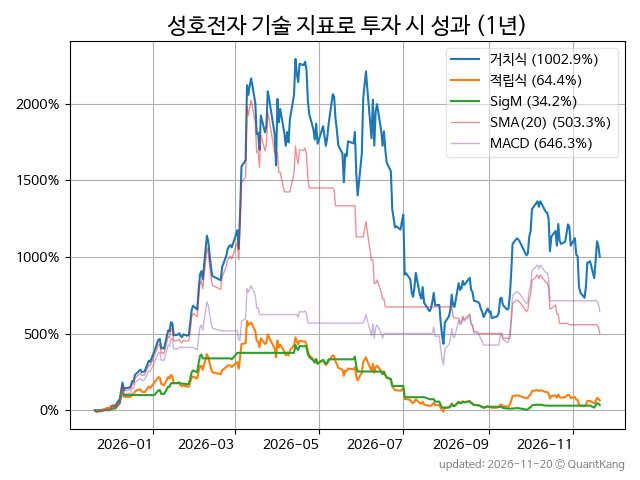 성호전자 기술 지표로 투자 시 성과 (1년)
거치식 (1002.9%)
적립식 (64.4%)
SigM (34.2%)
SMA(20) (503.3%)
MACD (646.3%)
2000%
1500%
1000%
500%
0%
2026-01 2026-03 2026-05 2026-07 2026-09 2026-11
updated: 2026-11-20 © QuantKang